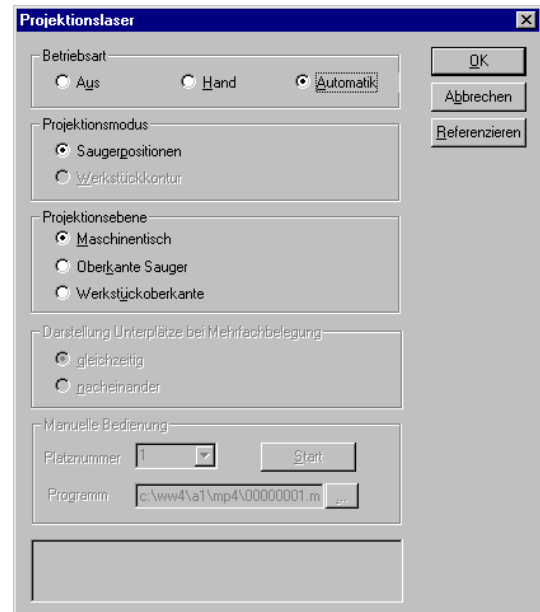 Projektionslaser
Betriebsart
Aus Hand Automatik
OK
Abbrechen
Referenzieren
Projektionsmodus
Saugerpositionen
Werkstückkontur
Projektionsebene
Maschinentisch
Oberkante Sauger
Werkstückoberkante
Darstellung Unterplätze bei Mehrfachbelegung
gleichzeitig
nacheinander
Manuelle Bedienung
Platznummer 1 Start
Programm c:\ww4\a1\mp4\00000001.m ...